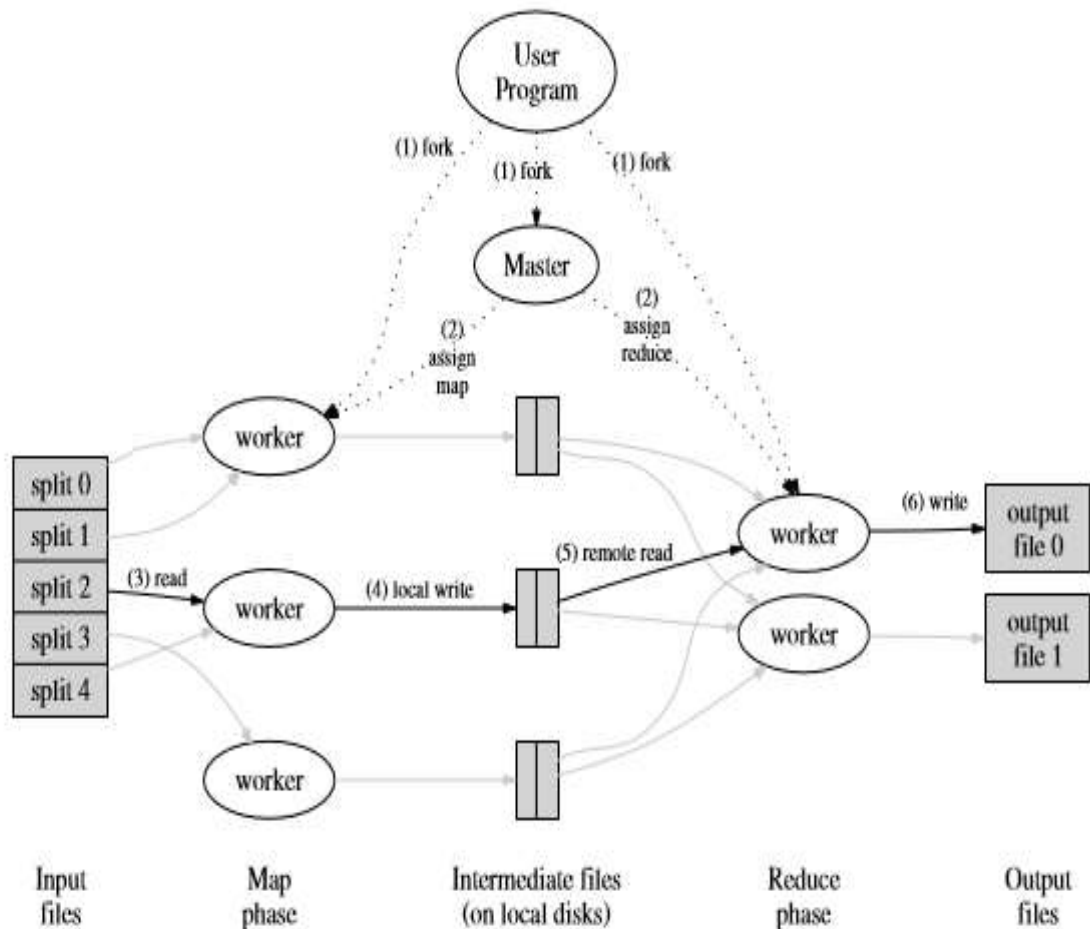 User
Program
(1) fork
(1) fork
(1) fork
Master
(2)
assign
map
(2)
assign
reduce
worker
split 0
split 1
split 2
split 3
split 4
(3) read
worker
(4) local write
(5) remote read
worker
(6) write
output
file 0
worker
output
file 1
worker
Input
files
Map
phase
Intermediate files
(on local disks)
Reduce
phase
Output
files